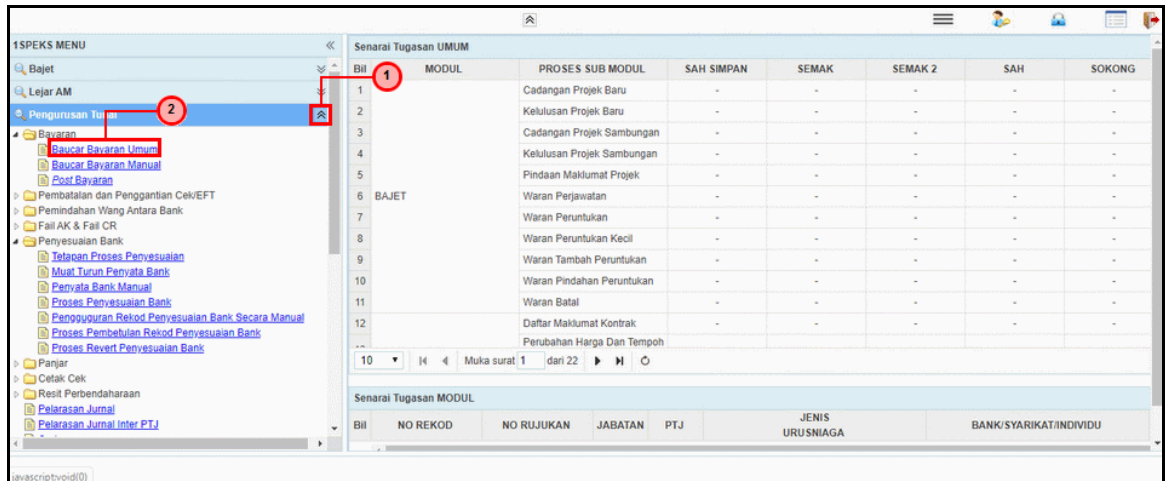 1SPEKS MENU
Bajet
Lejar AM
Pengurusan Tunai
Bayaran
Baucar Bayaran Umum
Baucar Bayaran Manual
Post Bayaran
Pembatalan dan Penggantian Cek/EFT
Pemindahan Wang Antara Bank
Fail AK & Fail CR
Penyesuaian Bank
Tetapan Proses Penyesuaian
Muat Turun Penyata Bank
Penyata Bank Manual
Proses Penyesuaian Bank
Pengguguran Rekod Penyesuaian Bank Secara Manual
Proses Pembetulan Rekod Penyesuaian Bank
Proses Revert Penyesuaian Bank
Panjar
Cetak Cek
Resit Perbendaharaan
Pelarasan Jurnal
Pelarasan Jurnal Inter PTJ
1
2
Senarai Tugasan UMUM
Bil MODUL PROSES SUB MODUL SAH SIMPAN SEMAK SEMAK 2 SAH SOKONG
1 Cadangan Projek Baru - - - - -
2 Kelulusan Projek Baru - - - - -
3 Cadangan Projek Sambungan - - - - -
4 Kelulusan Projek Sambungan - - - - -
5 Pindaan Maklumat Projek - - - - -
6 BAJET Waran Perjawatan - - - - -
7 Waran Peruntukan - - - - -
8 Waran Peruntukan Kecil - - - - -
9 Waran Tambah Peruntukan - - - - -
10 Waran Pindahan Peruntukan - - - - -
11 Waran Batal - - - - -
12 Daftar Maklumat Kontrak - - - - -
Perubahan Harga Dan Tempoh
10 Muka surat 1 dari 22
Senarai Tugasan MODUL
Bil NO REKOD NO RUJUKAN JABATAN PTJ JENIS URUSNIAGA BANK/SYARIKAT/INDIVIDU
javascript:void(0)